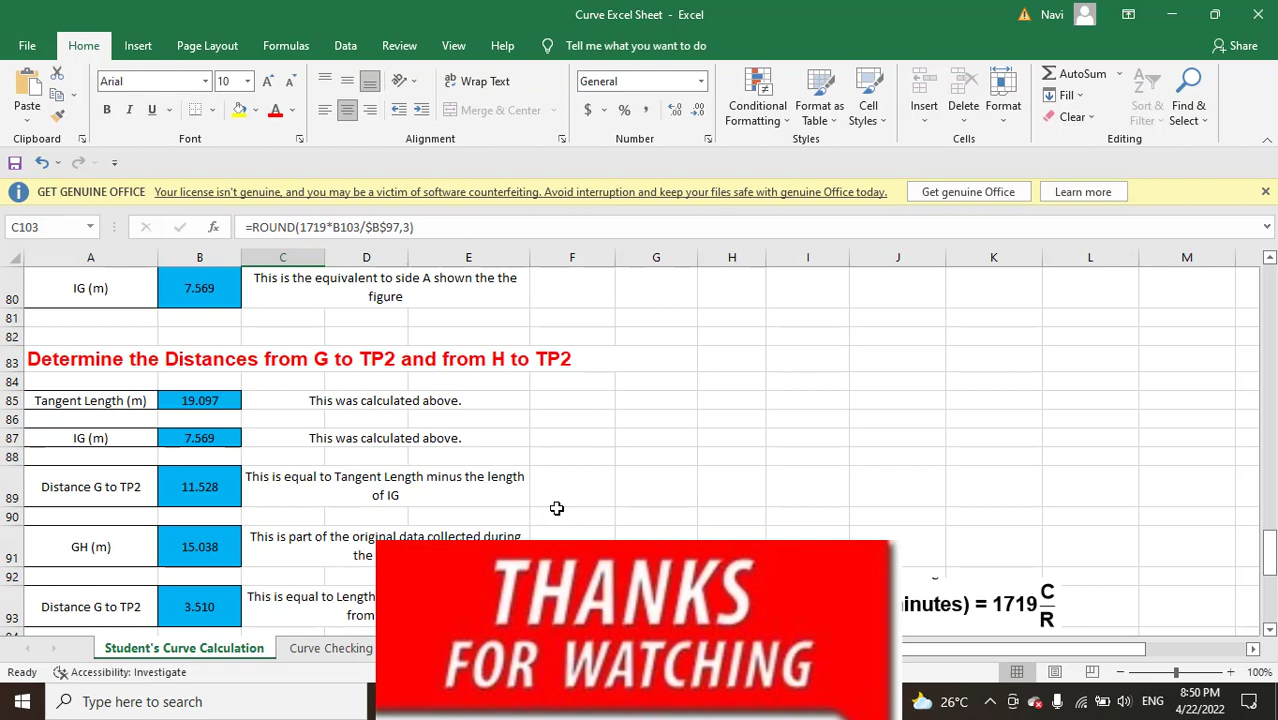 Curve Excel Sheet - Excel
Navi
File
Home
Insert
Page Layout
Formulas
Data
Review
View
Help
Tell me what you want to do
Share
Paste
Arial
10
B
I
U
A
Wrap Text
Merge & Center
General
$
%
Conditional
Formatting
Format as
Table
Cell
Styles
Insert
Delete
Format
AutoSum
Fill
Clear
Sort &
Filter
Find &
Select
Clipboard
Font
Alignment
Number
Styles
Cells
Editing
GET GENUINE OFFICE
Your license isn't genuine, and you may be a victim of software counterfeiting. Avoid interruption and keep your files safe with genuine Office today.
Get genuine Office
Learn more
C103
fx
=ROUND(1719*B103/$B$97,3)
A B C D E F G H I J K L M
80 IG (m) 7.569 This is the equivalent to side A shown the the
figure
81
82
83 Determine the Distances from G to TP2 and from H to TP2
84
85 Tangent Length (m) 19.097 This was calculated above.
86
87 IG (m) 7.569 This was calculated above.
88
89 Distance G to TP2 11.528 This is equal to Tangent Length minus the length
of IG
90
91 GH (m) 15.038 This is part of the original data collected during
the
92
93 Distance G to TP2 3.510 This is equal to Length
from
inutes) = 1719 C
R
THANKS
FOR WATCHING
Student's Curve Calculation
Curve Checking
Ready
Accessibility: Investigate
100%
Type here to search
26°C
ENG
8:50 PM
4/22/2022